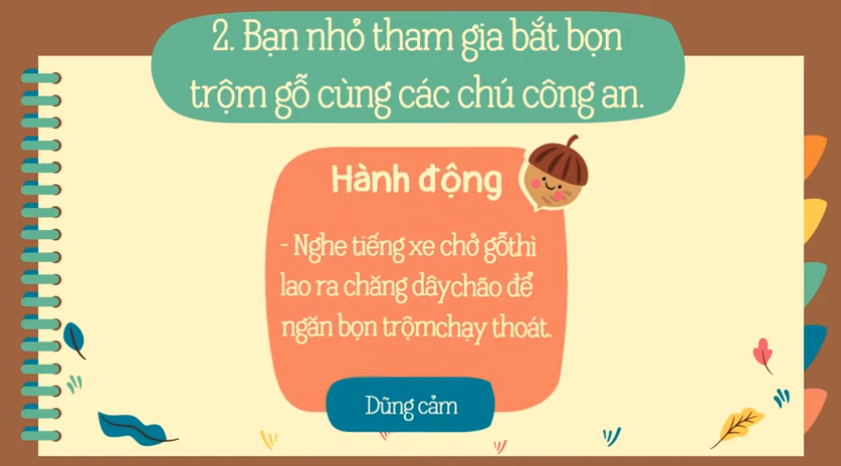 2. Bạn nhỏ tham gia bắt bọn
trộm gỗ cùng các chú công an.
Hành động
- Nghe tiếng xe chở gỗthì
lao ra chăng dâychão để
ngăn bọn trộmchạy thoát.
Dũng cảm